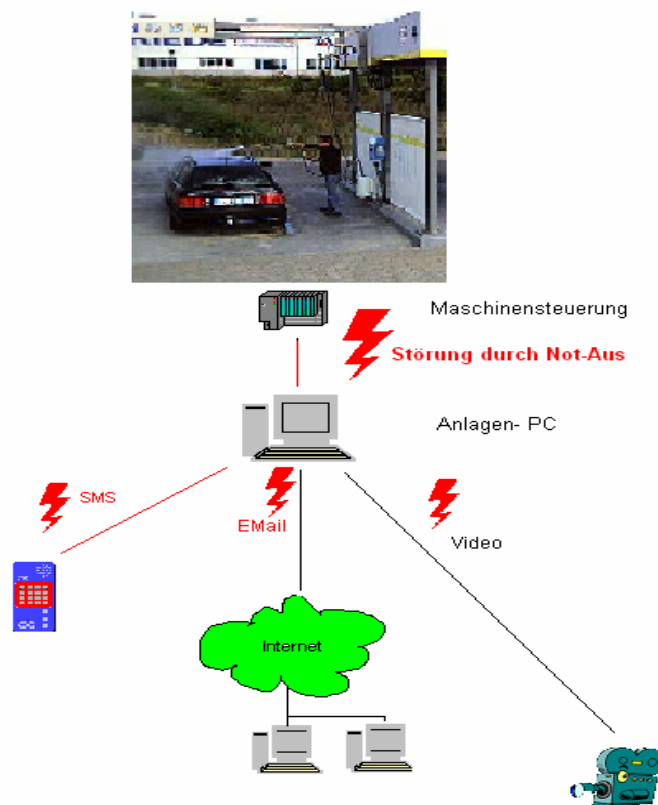 Maschinensteuerung
Störung durch Not-Aus
Anlagen- PC
SMS
EMail
Video
Internet